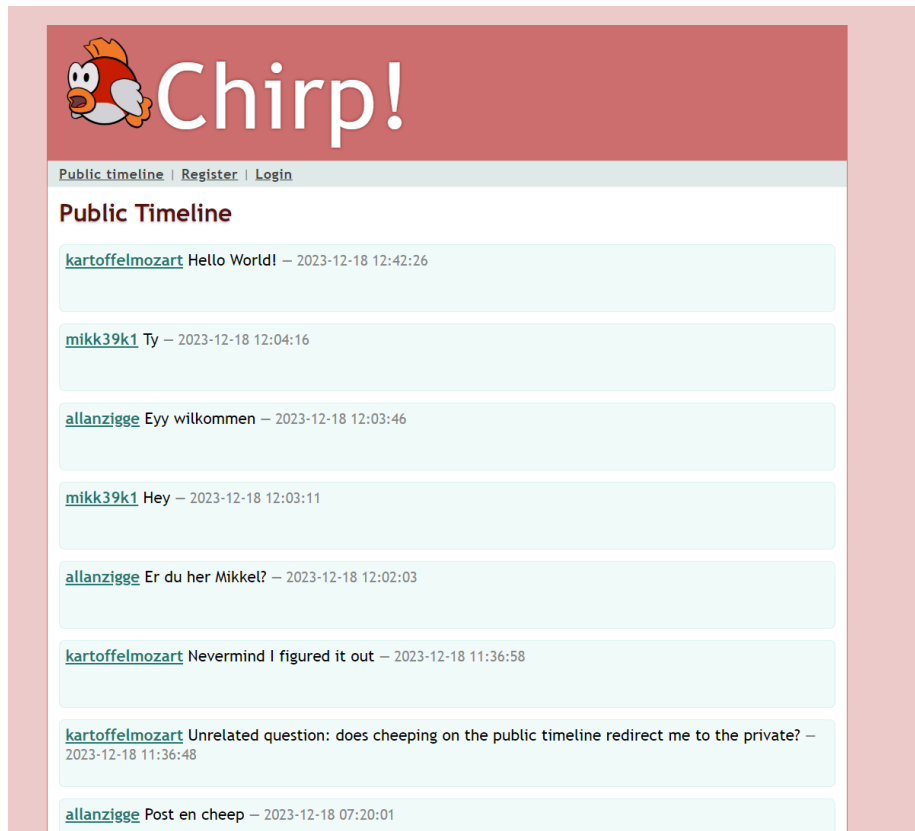 Chirp!
Public timeline | Register | Login
Public Timeline
kartoffelmozart Hello World! — 2023-12-18 12:42:26
mikk39k1 Ty — 2023-12-18 12:04:16
allanzigge Eyy wilkommen — 2023-12-18 12:03:46
mikk39k1 Hey — 2023-12-18 12:03:11
allanzigge Er du her Mikkel? — 2023-12-18 12:02:03
kartoffelmozart Nevermind I figured it out — 2023-12-18 11:36:58
kartoffelmozart Unrelated question: does cheeping on the public timeline redirect me to the private? —
2023-12-18 11:36:48
allanzigge Post en cheep — 2023-12-18 07:20:01